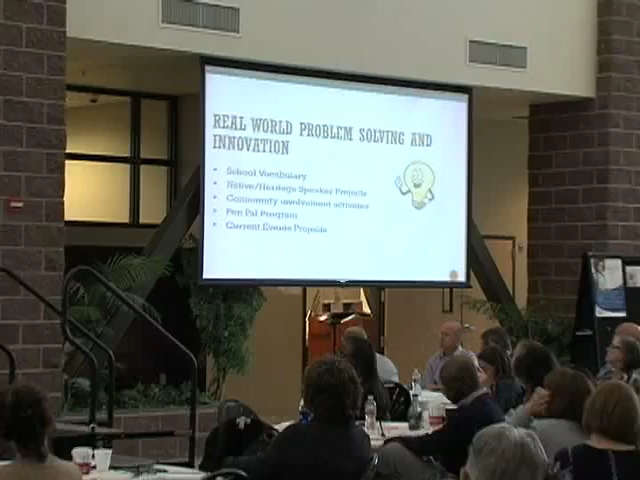 REAL WORLD PROBLEM SOLVING AND
INNOVATION
• School Vocabulary
• Native/Heritage Speaker Projects
• Community involvement activities
• Pen Pal Program
• Current Events Projects